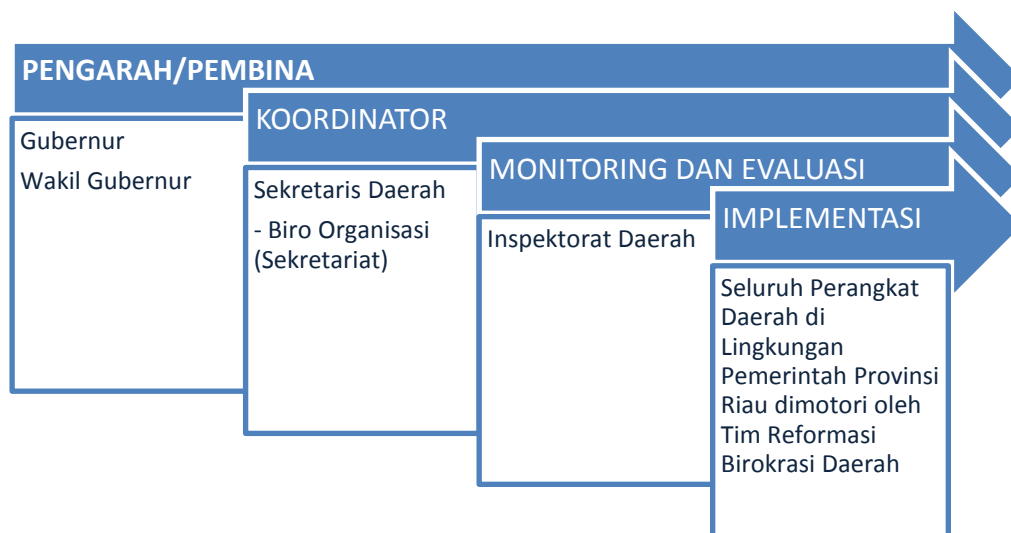 PENGARAH/PEMBINA
Gubernur
Wakil Gubernur
KOORDINATOR
Sekretaris Daerah
- Biro Organisasi
(Sekretariat)
MONITORING DAN EVALUASI
Inspektorat Daerah
IMPLEMENTASI
Seluruh Perangkat
Daerah di
Lingkungan
Pemerintah Provinsi
Riau dimotori oleh
Tim Reformasi
Birokrasi Daerah